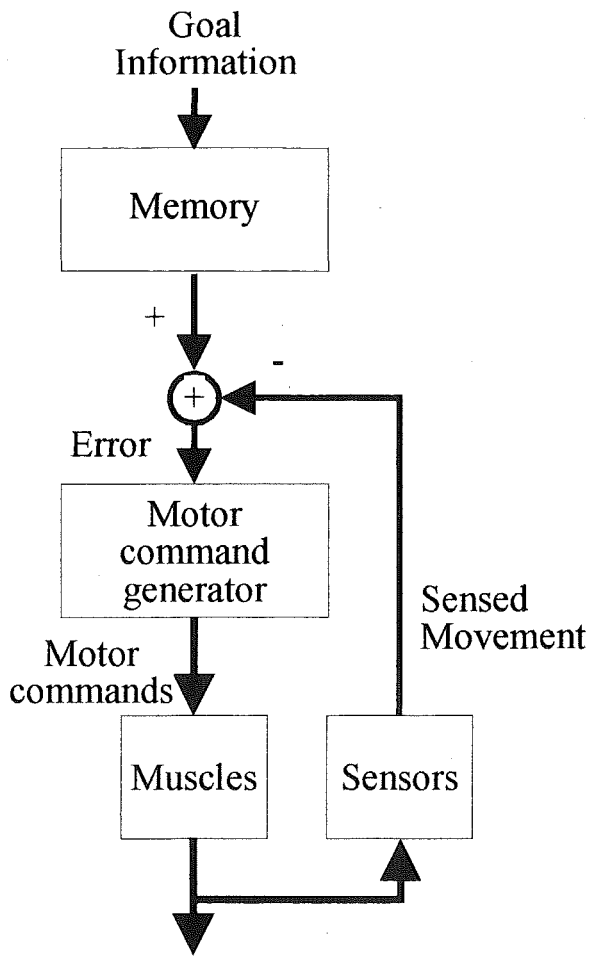 Goal
Information
Memory
+
-
+
Error
Motor
command
generator
Sensed
Movement
Motor
commands
Muscles
Sensors